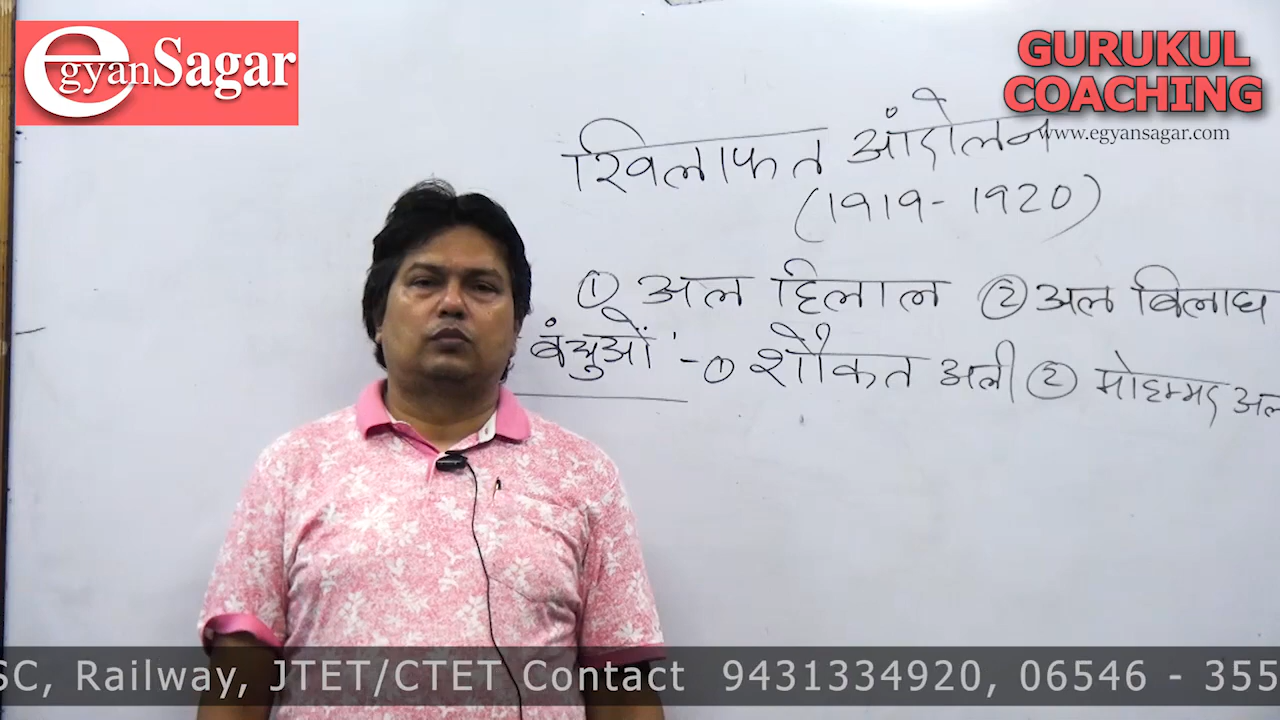 egyanSagar
GURUKUL
COACHING
www.egyansagar.com
खिलाफत आंदोलन
(1919-1920)
① अल हिलाल ② अल बिलाघ
बंधुओं - ① शौकत अली ② मोहम्मद अल
SC, Railway, JTET/CTET Contact 9431334920, 06546 - 355